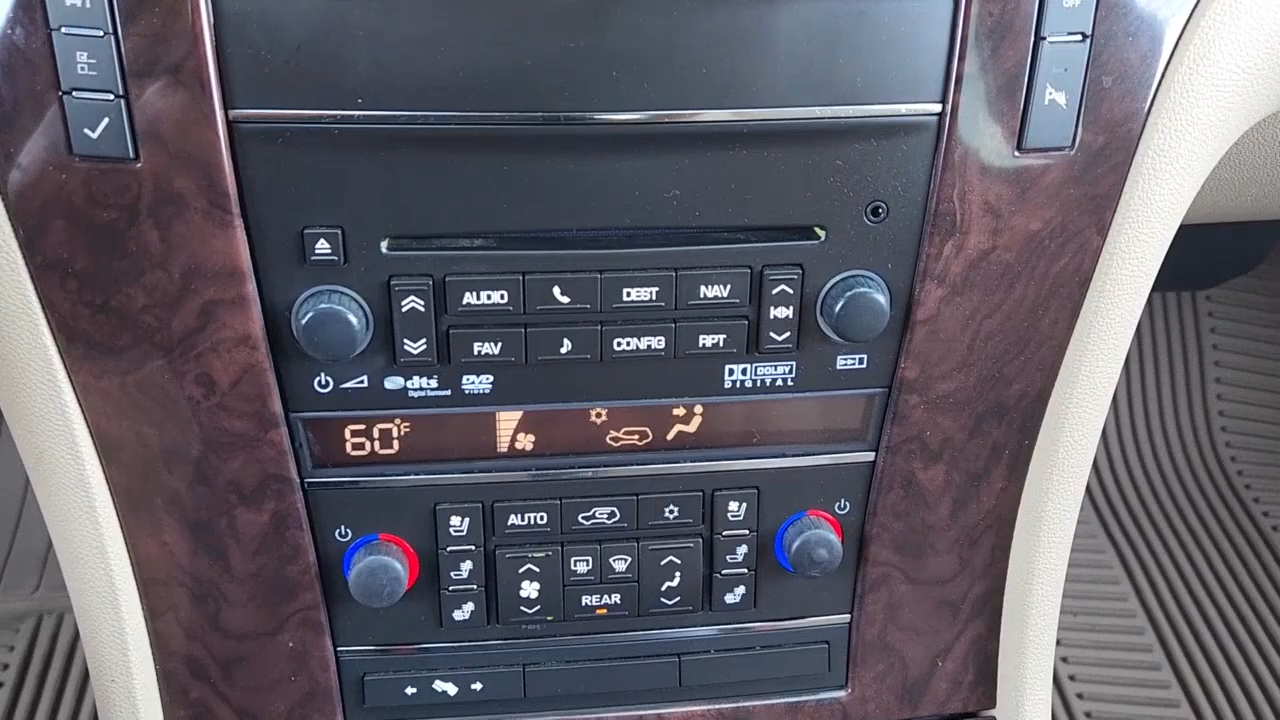 OFF
P
AUDIO
DEST
NAV
FAV
CONFIG
RPT
dts
Digital Surround
DVD
VIDEO
DOLBY
DIGITAL
60°F
AUTO
REAR